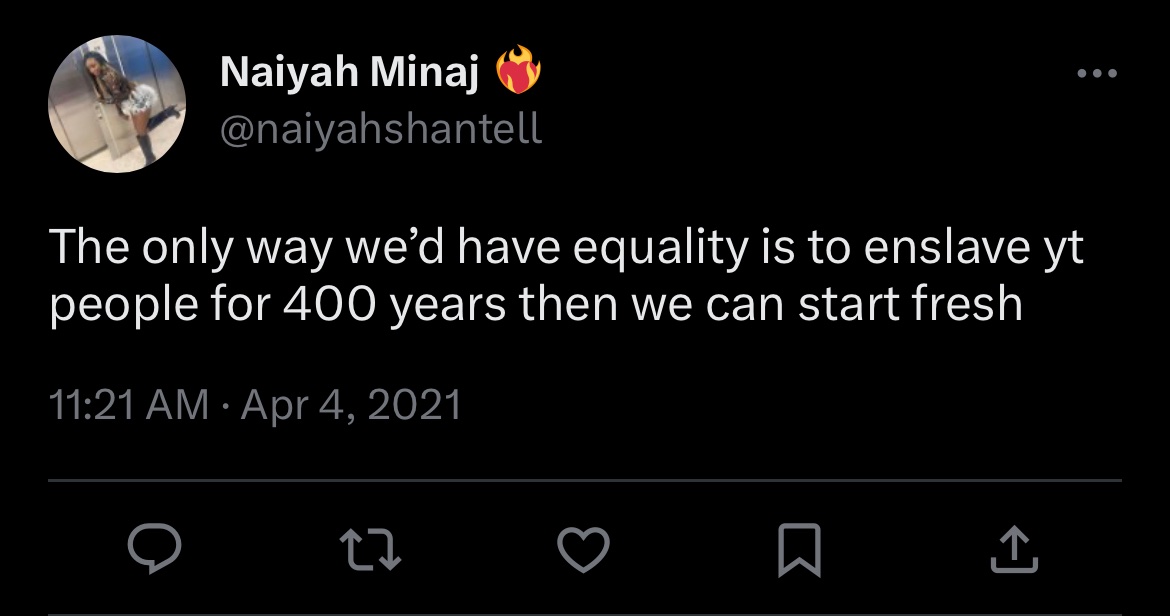 Naiyah Minaj ❤️‍🔥
@naiyahshantell
The only way we’d have equality is to enslave yt
people for 400 years then we can start fresh
11:21 AM · Apr 4, 2021